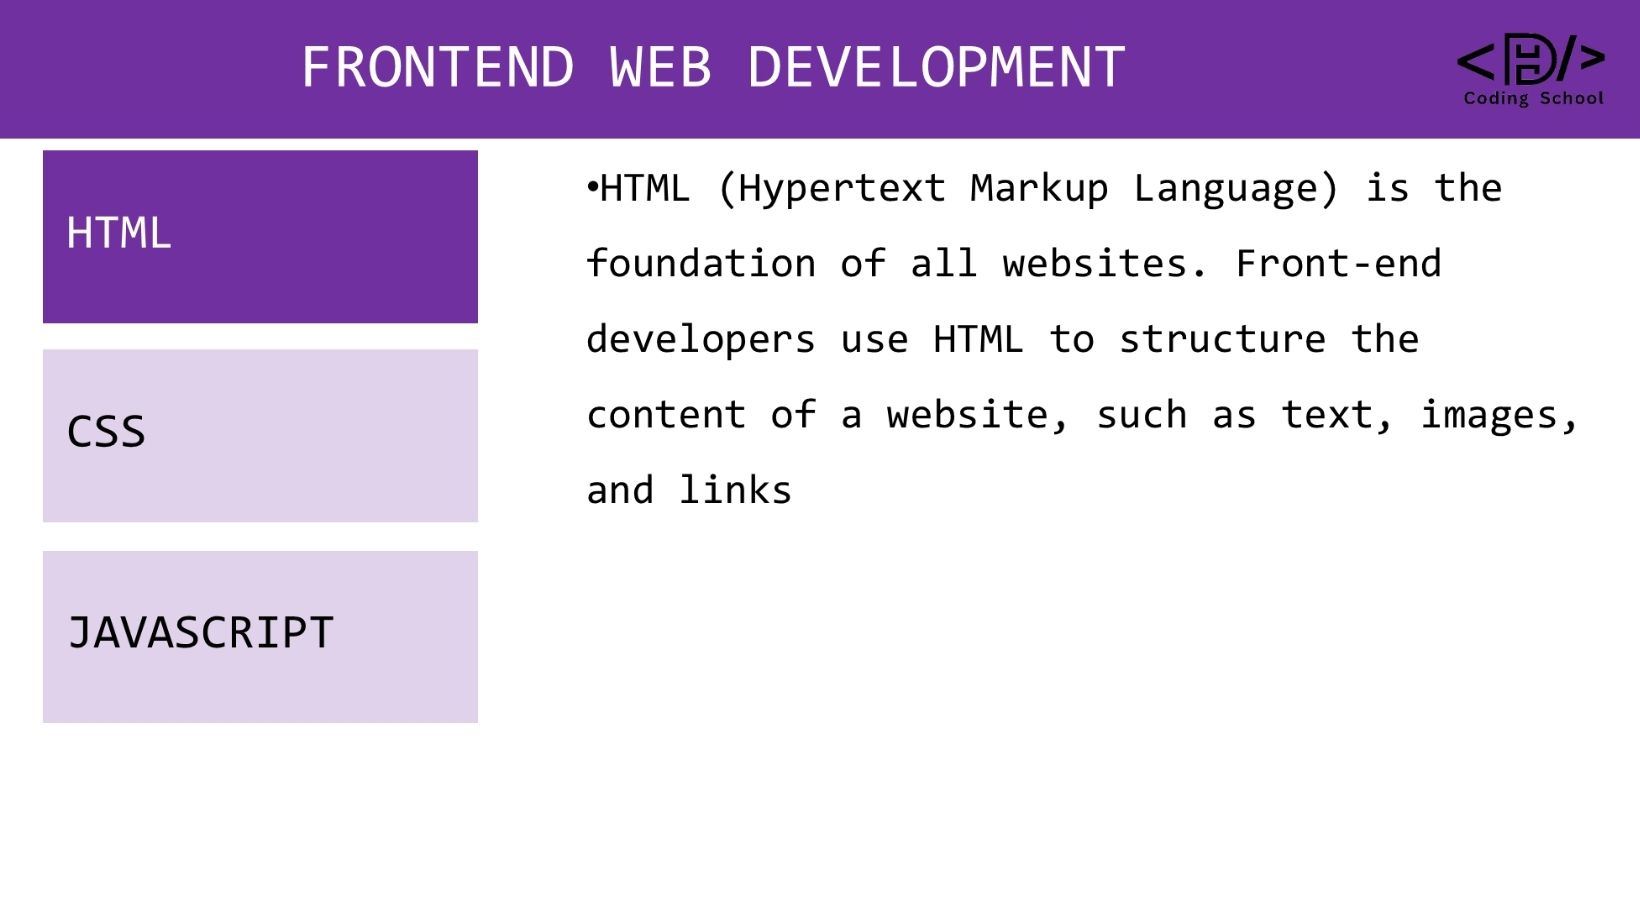 FRONTEND WEB DEVELOPMENT
Coding School
HTML
CSS
JAVASCRIPT
•HTML (Hypertext Markup Language) is the
foundation of all websites. Front-end
developers use HTML to structure the
content of a website, such as text, images,
and links